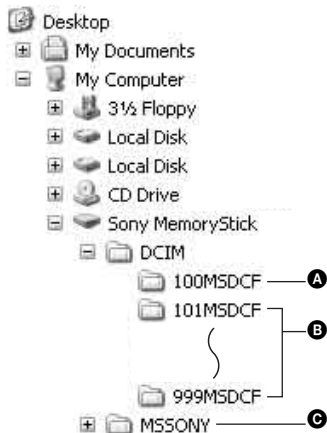 Desktop
My Documents
My Computer
3½ Floppy
Local Disk
Local Disk
CD Drive
Sony MemoryStick
DCIM
100MSDCF A
101MSDCF
B
999MSDCF
MSSONY C